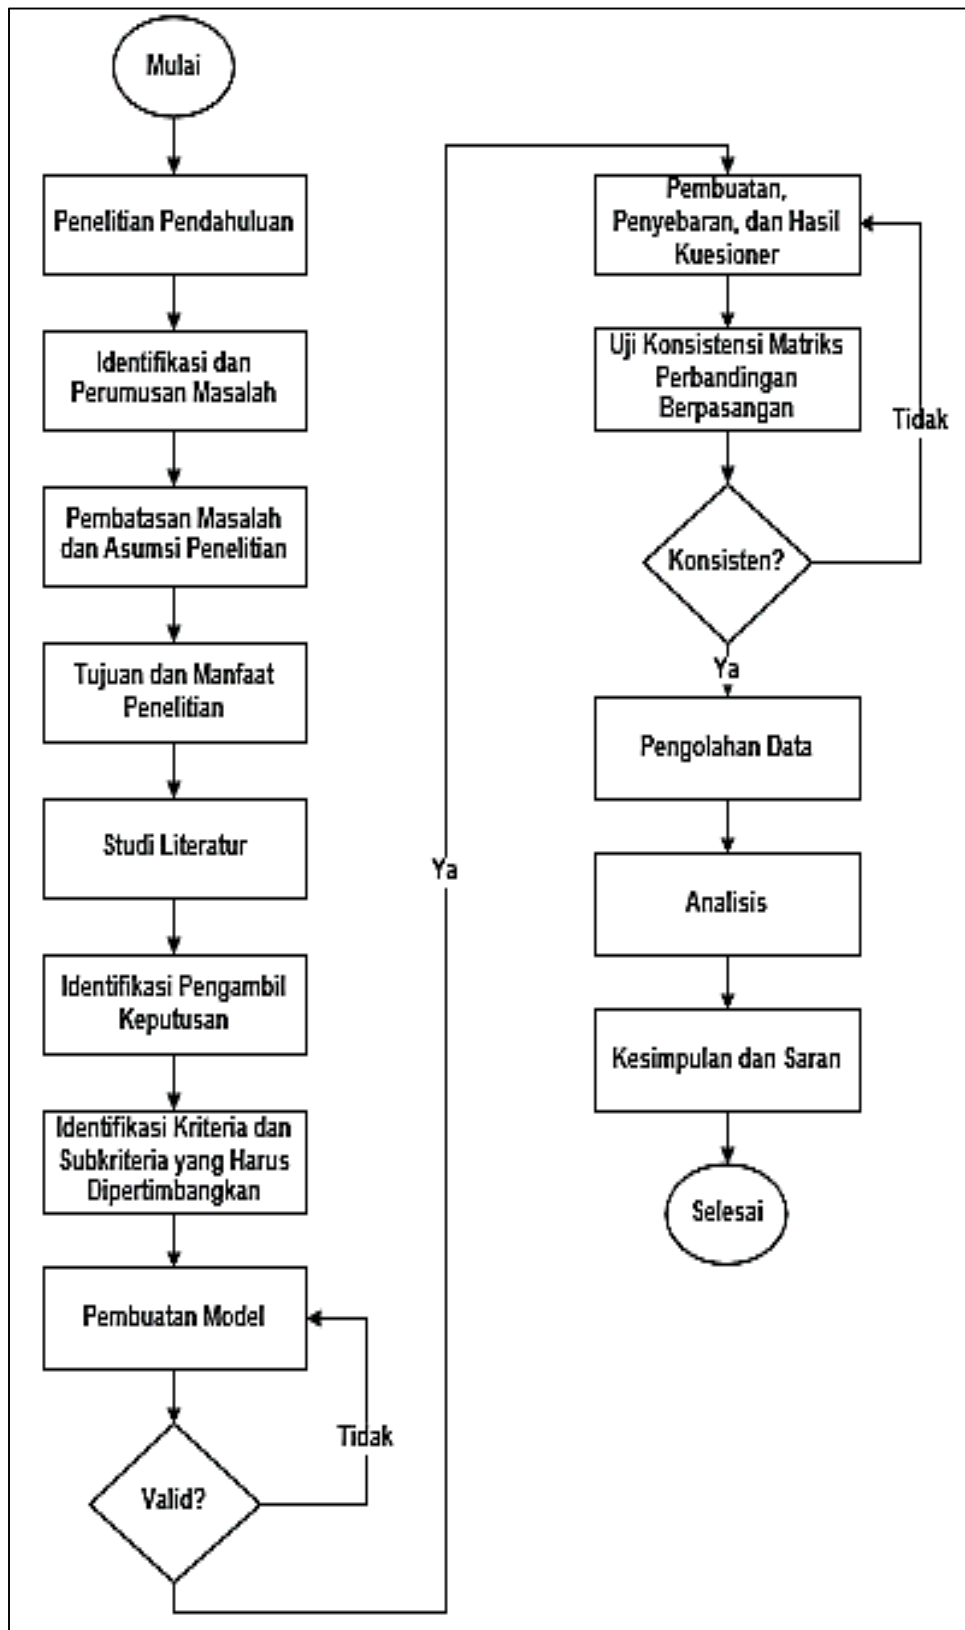 Mulai
Penelitian Pendahuluan
Identifikasi dan
Perumusan Masalah
Pembatasan Masalah
dan Asumsi Penelitian
Tujuan dan Manfaat
Penelitian
Studi Literatur
Identifikasi Pengambil
Keputusan
Identifikasi Kriteria dan
Subkriteria yang Harus
Dipertimbangkan
Pembuatan Model
Tidak
Valid?
Ya
Pembuatan,
Penyebaran, dan Hasil
Kuesioner
Uji Konsistensi Matriks
Perbandingan
Berpasangan
Tidak
Konsisten?
Ya
Pengolahan Data
Analisis
Kesimpulan dan Saran
Selesai